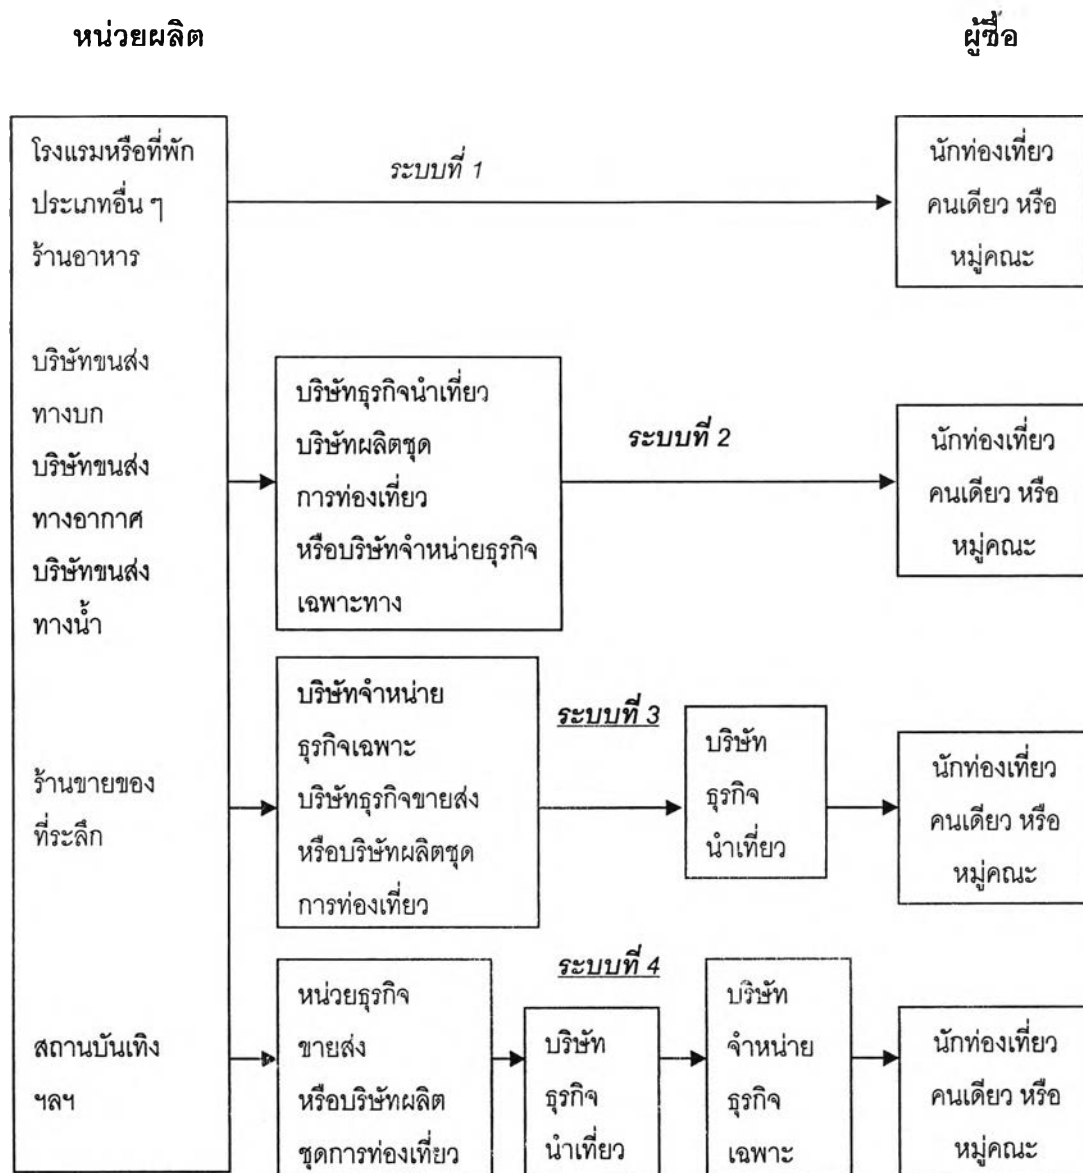 หน่วยผลิต
ผู้ซื้อ
โรงแรมหรือที่พัก
ประเภทอื่น ๆ
ร้านอาหาร
บริษัทขนส่ง
ทางบก
บริษัทขนส่ง
ทางอากาศ
บริษัทขนส่ง
ทางน้ำ
ร้านขายของ
ที่ระลึก
สถานบันเทิง
ฯลฯ
ระบบที่ 1
นักท่องเที่ยว
คนเดียว หรือ
หมู่คณะ
บริษัทธุรกิจนำเที่ยว
บริษัทผลิตชุด
การท่องเที่ยว
หรือบริษัทจำหน่ายธุรกิจ
เฉพาะทาง
ระบบที่ 2
นักท่องเที่ยว
คนเดียว หรือ
หมู่คณะ
บริษัทจำหน่าย
ธุรกิจเฉพาะ
บริษัทธุรกิจขายส่ง
หรือบริษัทผลิตชุด
การท่องเที่ยว
ระบบที่ 3
บริษัท
ธุรกิจ
นำเที่ยว
นักท่องเที่ยว
คนเดียว หรือ
หมู่คณะ
หน่วยธุรกิจ
ขายส่ง
หรือบริษัทผลิต
ชุดการท่องเที่ยว
ระบบที่ 4
บริษัท
ธุรกิจ
นำเที่ยว
บริษัท
จำหน่าย
ธุรกิจ
เฉพาะ
นักท่องเที่ยว
คนเดียว หรือ
หมู่คณะ